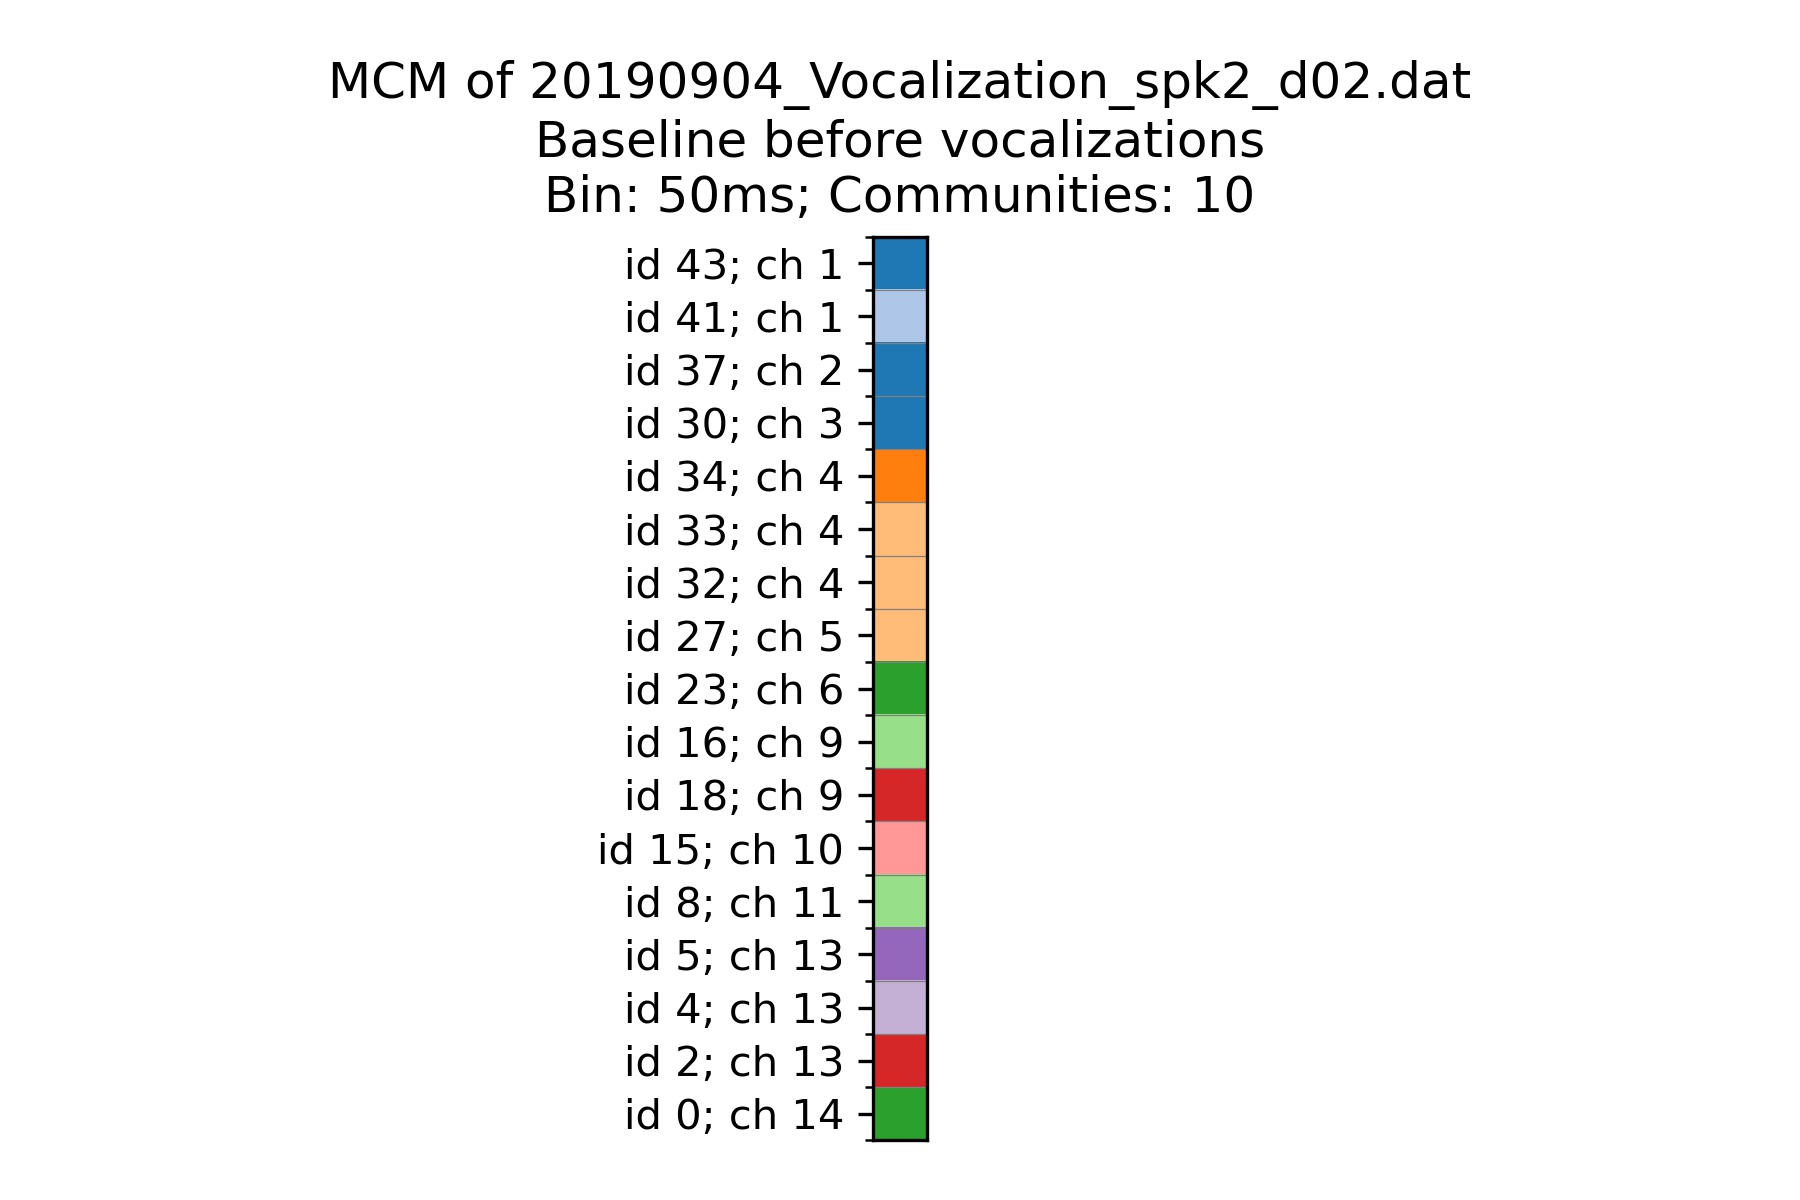 MCM of 20190904_Vocalization_spk2_d02.dat
Baseline before vocalizations
Bin: 50ms; Communities: 10
id 43; ch 1
id 41; ch 1
id 37; ch 2
id 30; ch 3
id 34; ch 4
id 33; ch 4
id 32; ch 4
id 27; ch 5
id 23; ch 6
id 16; ch 9
id 18; ch 9
id 15; ch 10
id 8; ch 11
id 5; ch 13
id 4; ch 13
id 2; ch 13
id 0; ch 14